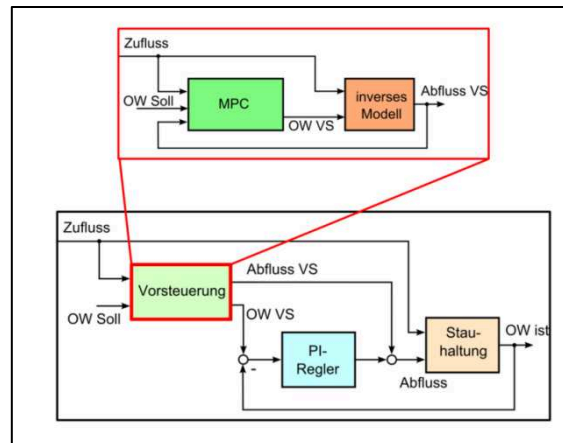 Zufluss
OW Soll
MPC
OW VS
inverses
Modell
Abfluss VS
Zufluss
OW Soll
Vorsteuerung
Abfluss VS
OW VS
-
PI-
Regler
Abfluss
Stau-
haltung
OW ist